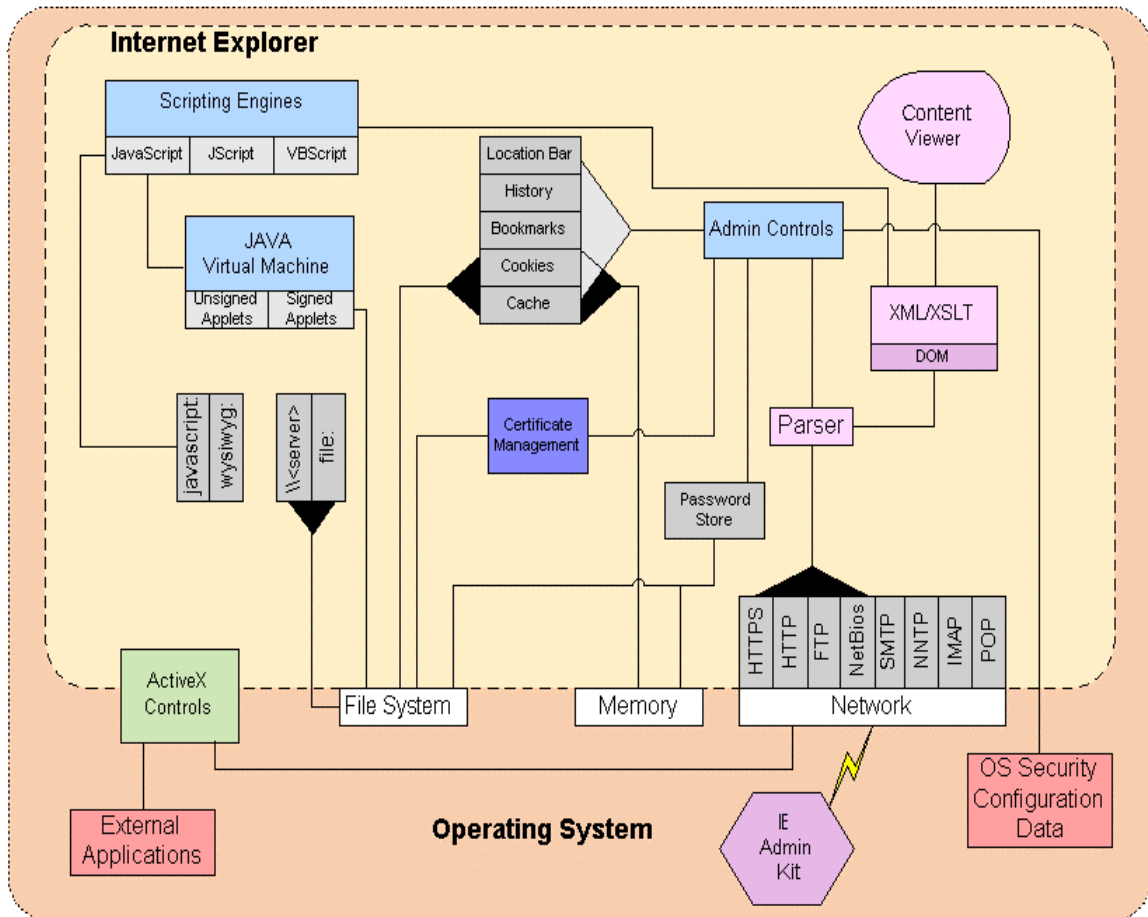 Internet Explorer
Scripting Engines
JavaScript
JScript
VBScript
JAVA
Virtual Machine
Unsigned
Applets
Signed
Applets
Location Bar
History
Bookmarks
Cookies
Cache
Content
Viewer
Admin Controls
XML/XSLT
DOM
javascript:
wysiwyg:
\\<server>
file:
Certificate
Management
Parser
Password
Store
HTTPS
HTTP
FTP
NetBios
SMTP
NNTP
IMAP
POP
ActiveX
Controls
File System
Memory
Network
External
Applications
Operating System
IE
Admin
Kit
OS Security
Configuration
Data